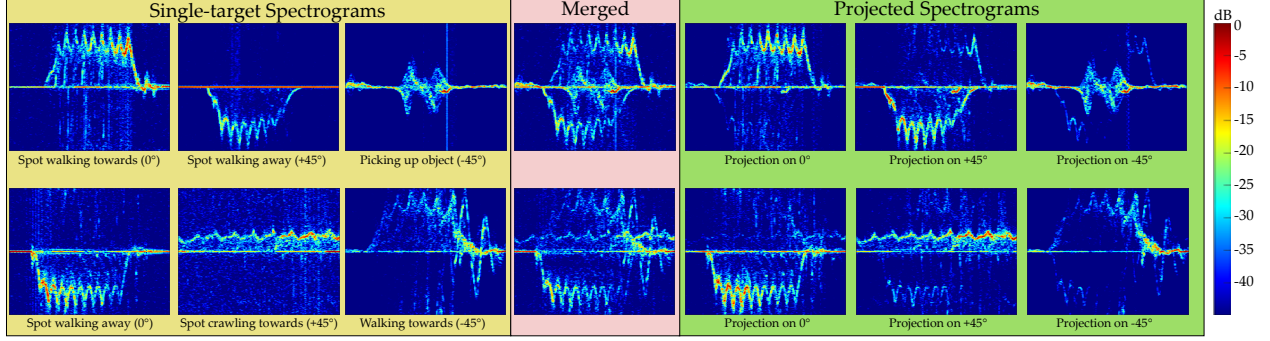 Single-target Spectrograms
Merged
Projected Spectrograms
dB
0
-5
-10
-15
-20
-25
-30
-35
-40
Spot walking towards (0°)
Spot walking away (+45°)
Picking up object (-45°)
Projection on 0°
Projection on +45°
Projection on -45°
Spot walking away (0°)
Spot crawling towards (+45°)
Walking towards (-45°)
Projection on 0°
Projection on +45°
Projection on -45°